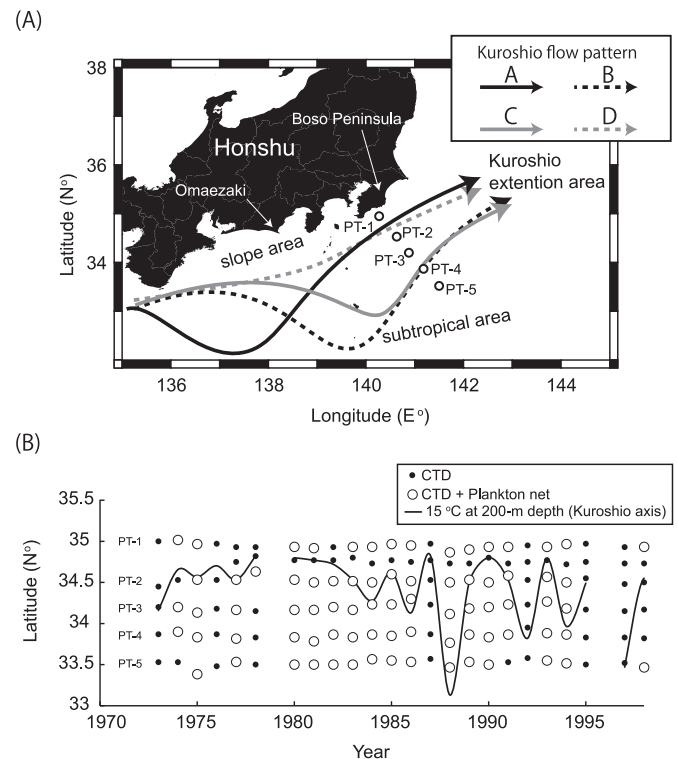 (A)
Kuroshio flow pattern
A B
C D
38
36
34
Latitude (N°)
Boso Peninsula
Honshu
Omaezaki
Kuroshio
extention area
slope area
PT-1
PT-2
PT-3
PT-4
PT-5
subtropical area
136 138 140 142 144
Longitude (E°)
(B)
CTD
CTD + Plankton net
15 °C at 200-m depth (Kuroshio axis)
35.5
35
34.5
34
33.5
33
Latitude (N°)
PT-1
PT-2
PT-3
PT-4
PT-5
1970 1975 1980 1985 1990 1995
Year